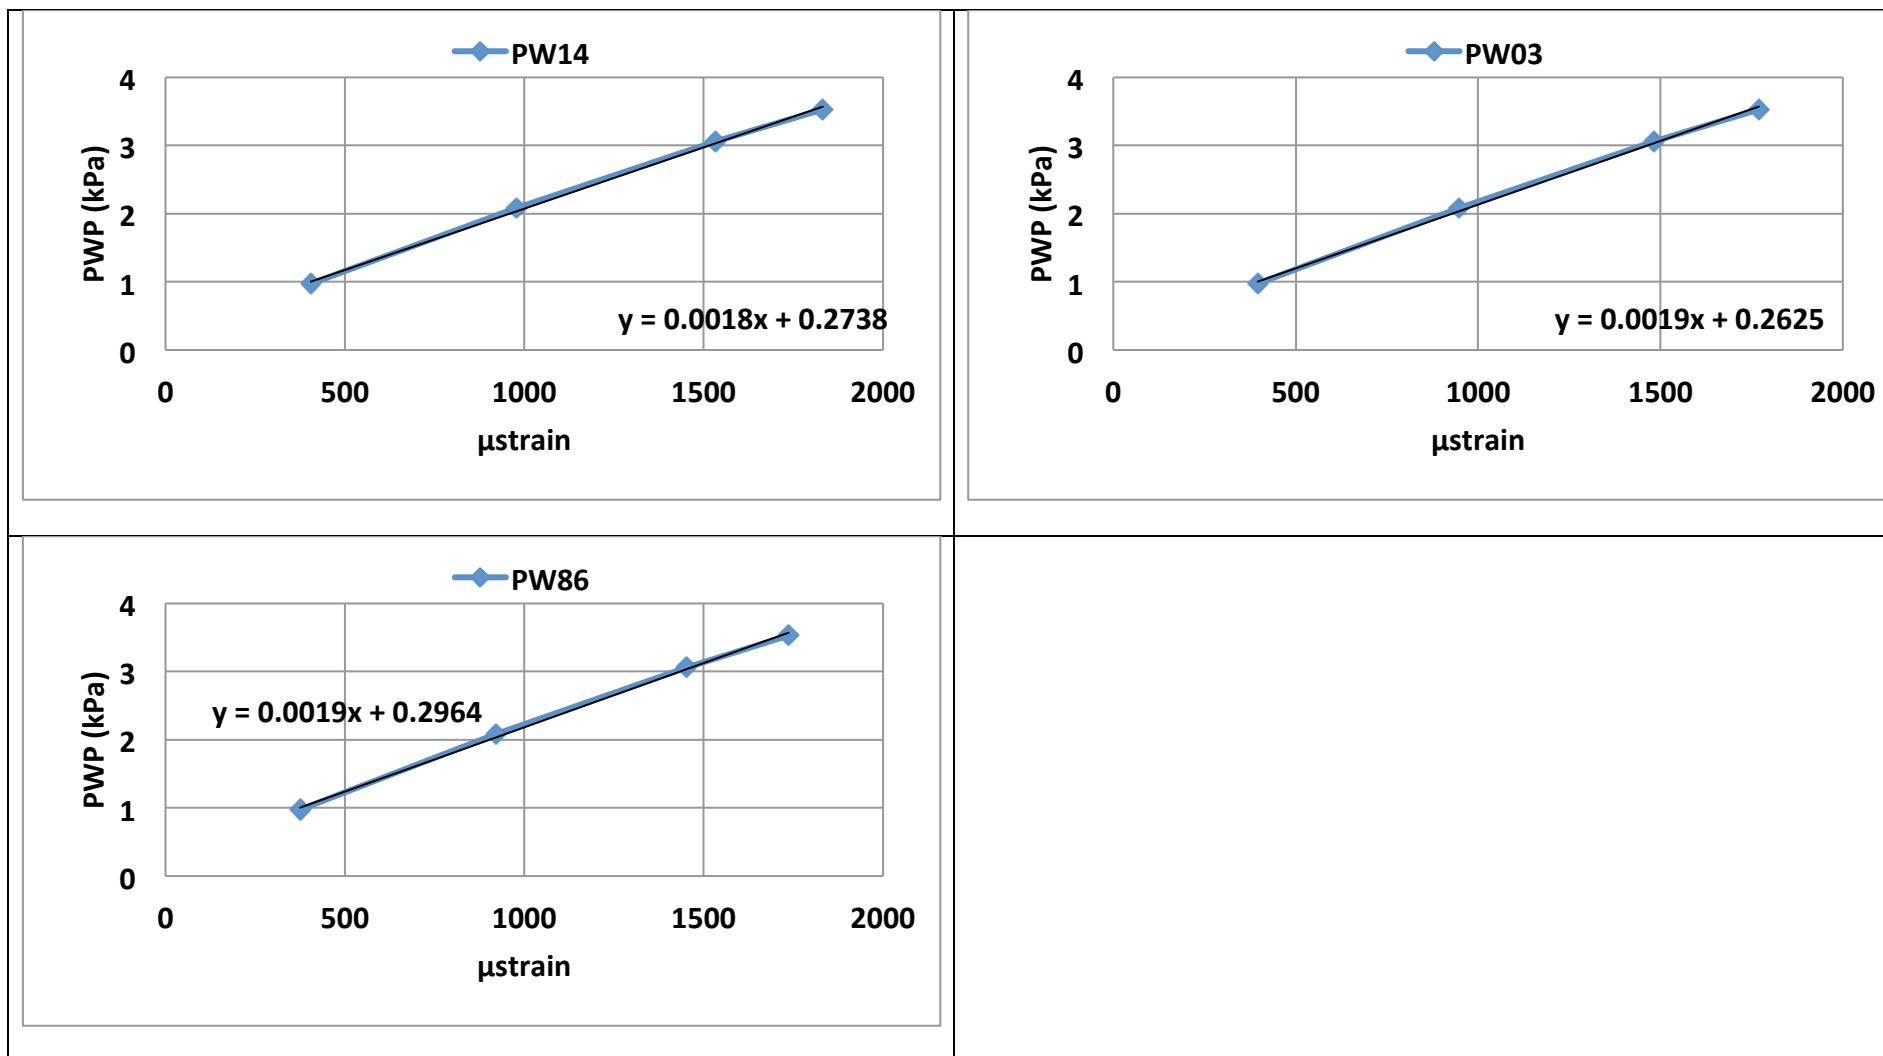 PW14
4
3
2
1
0
PWP (kPa)
y = 0.0018x + 0.2738
0 500 1000 1500 2000
µstrain
PW03
4
3
2
1
0
PWP (kPa)
y = 0.0019x + 0.2625
0 500 1000 1500 2000
µstrain
PW86
4
3
2
1
0
PWP (kPa)
y = 0.0019x + 0.2964
0 500 1000 1500 2000
µstrain